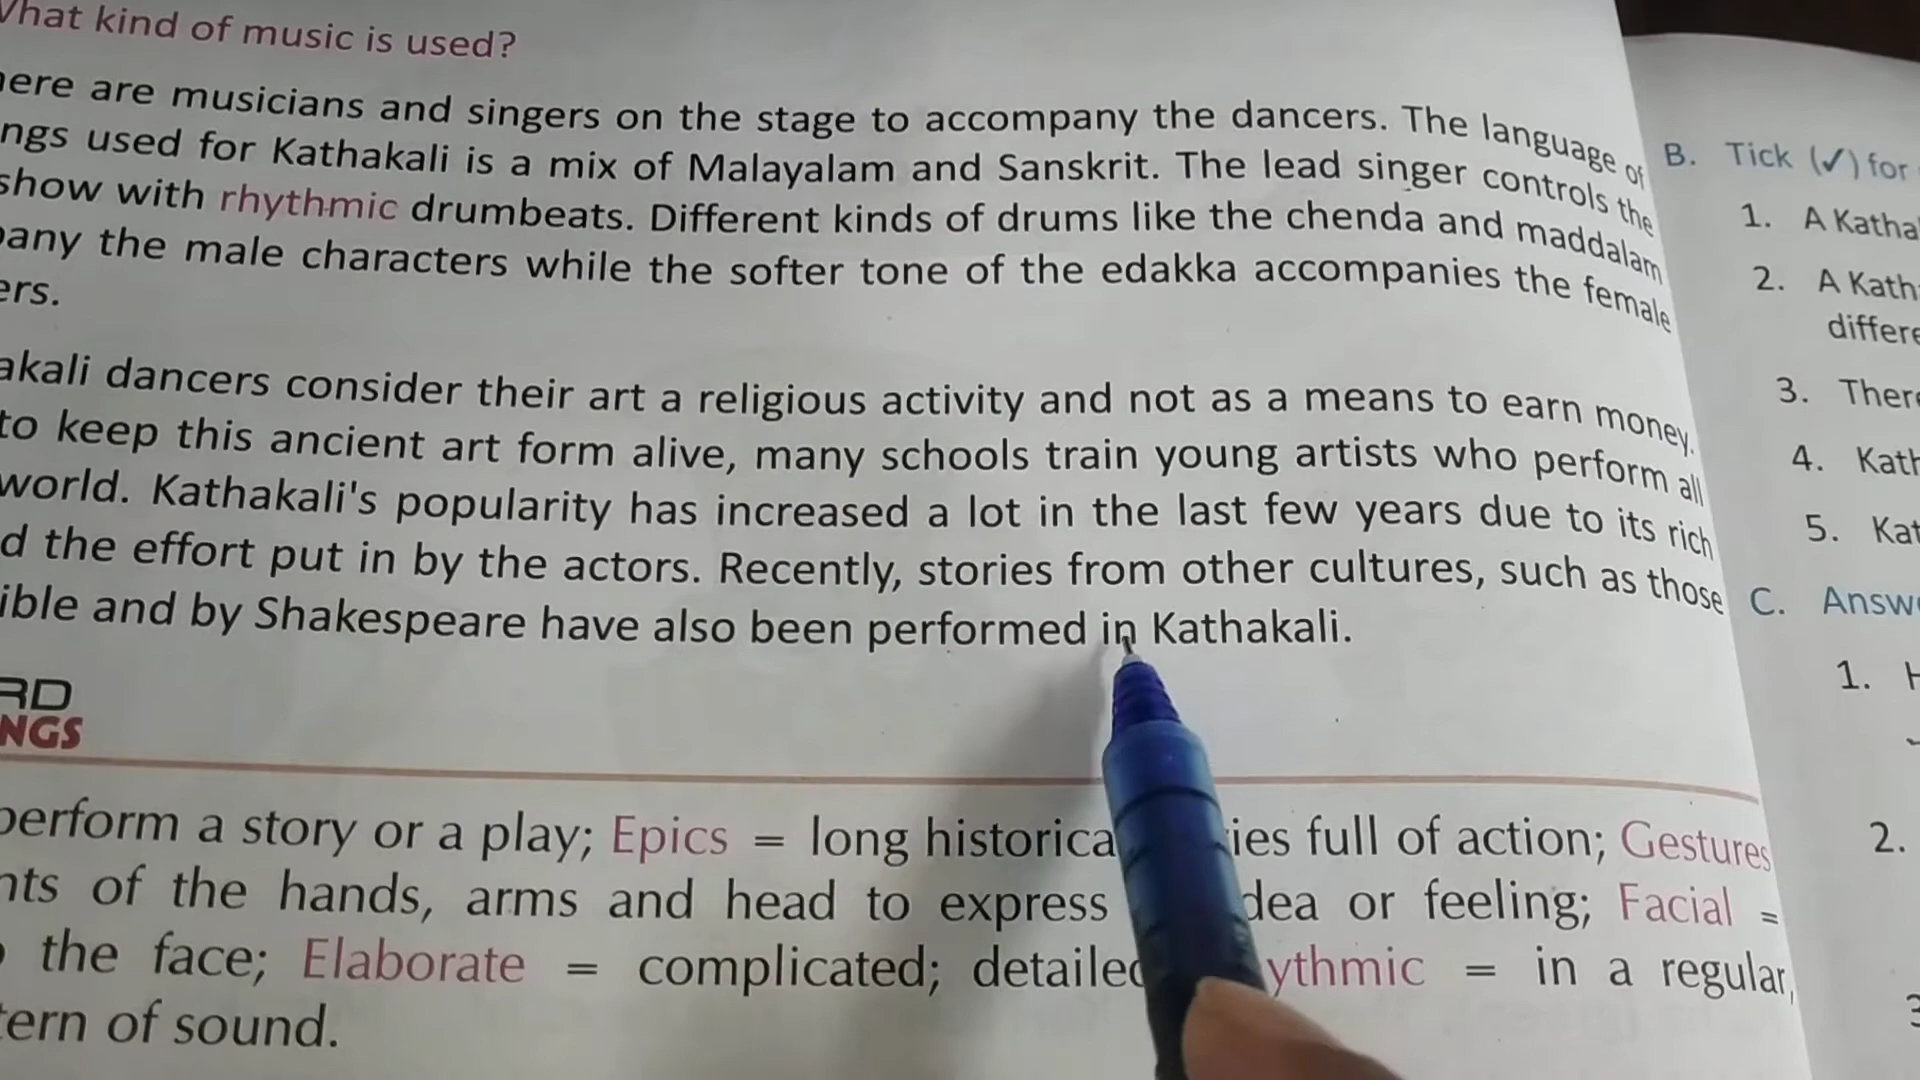 What kind of music is used?
here are musicians and singers on the stage to accompany the dancers. The language of
ngs used for Kathakali is a mix of Malayalam and Sanskrit. The lead singer controls the
show with rhythmic drumbeats. Different kinds of drums like the chenda and maddalam
pany the male characters while the softer tone of the edakka accompanies the female
ers.
akali dancers consider their art a religious activity and not as a means to earn money.
to keep this ancient art form alive, many schools train young artists who perform all
world. Kathakali's popularity has increased a lot in the last few years due to its rich
d the effort put in by the actors. Recently, stories from other cultures, such as those
ible and by Shakespeare have also been performed in Kathakali.
RD
NGS
perform a story or a play; Epics = long historica ies full of action; Gestures
nts of the hands, arms and head to express dea or feeling; Facial =
the face; Elaborate = complicated; detailed ythmic = in a regular,
tern of sound.
B. Tick (✓) for
1. A Katha
2. A Kath
differe
3. There
4. Kath
5. Kat
C. Answ
1. H
2.
3